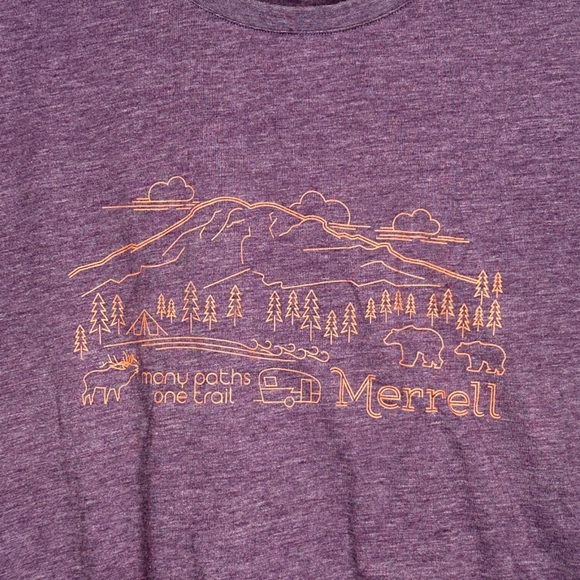 many paths
one trail
Merrell